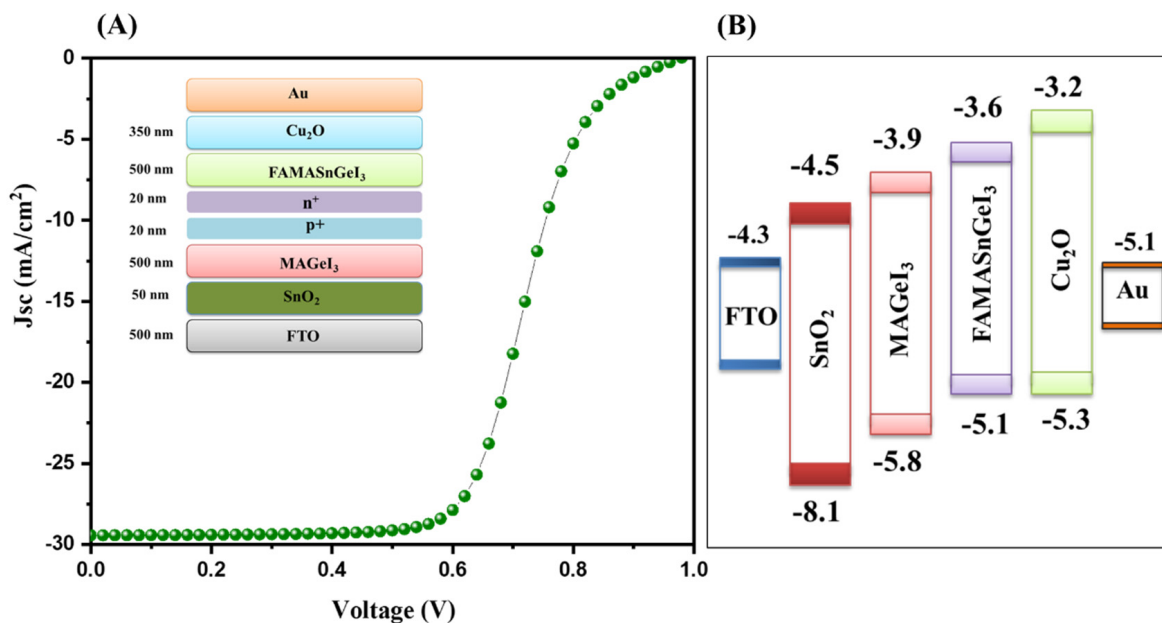 (A)
Jsc (mA/cm²)
0
-5
-10
-15
-20
-25
-30
0.0 0.2 0.4 0.6 0.8 1.0
Voltage (V)
Au
350 nm Cu₂O
500 nm FAMASnGeI₃
20 nm n⁺
20 nm p+
500 nm MAGeI₃
50 nm SnO₂
500 nm FTO
(B)
-4.3
FTO
-4.5
SnO₂
-8.1
-3.9
MAGeI₃
-5.8
-3.6
FAMASnGeI₃
-5.1
-3.2
Cu₂O
-5.3
-5.1
Au